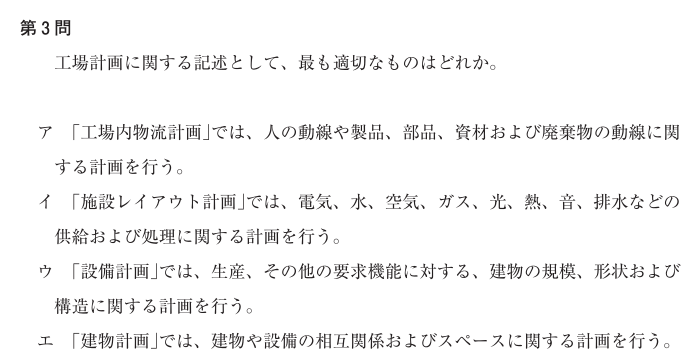 第3問
工場計画に関する記述として、最も適切なものはどれか。
ア 「工場内物流計画」では、人の動線や製品、部品、資材および廃棄物の動線に関
する計画を行う。
イ 「施設レイアウト計画」では、電気、水、空気、ガス、光、熱、音、排水などの
供給および処理に関する計画を行う。
ウ 「設備計画」では、生産、その他の要求機能に対する、建物の規模、形状および
構造に関する計画を行う。
エ 「建物計画」では、建物や設備の相互関係およびスペースに関する計画を行う。